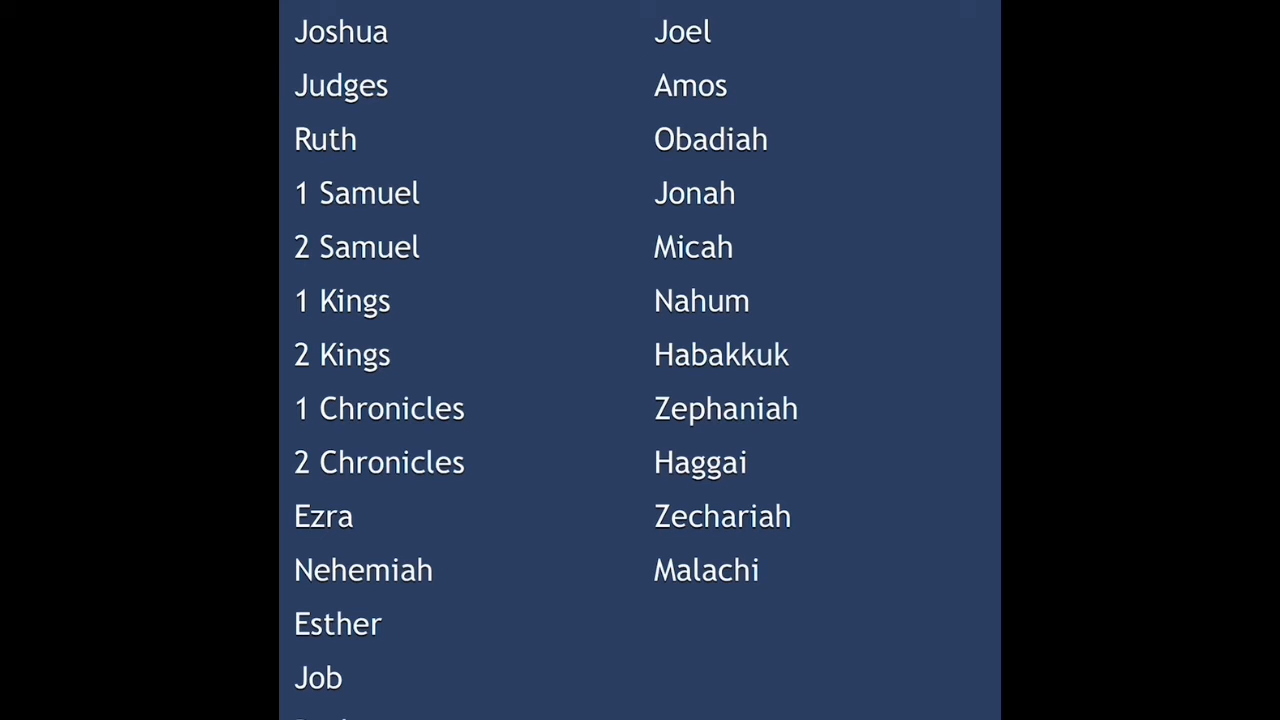 Joshua
Judges
Ruth
1 Samuel
2 Samuel
1 Kings
2 Kings
1 Chronicles
2 Chronicles
Ezra
Nehemiah
Esther
Job
Joel
Amos
Obadiah
Jonah
Micah
Nahum
Habakkuk
Zephaniah
Haggai
Zechariah
Malachi